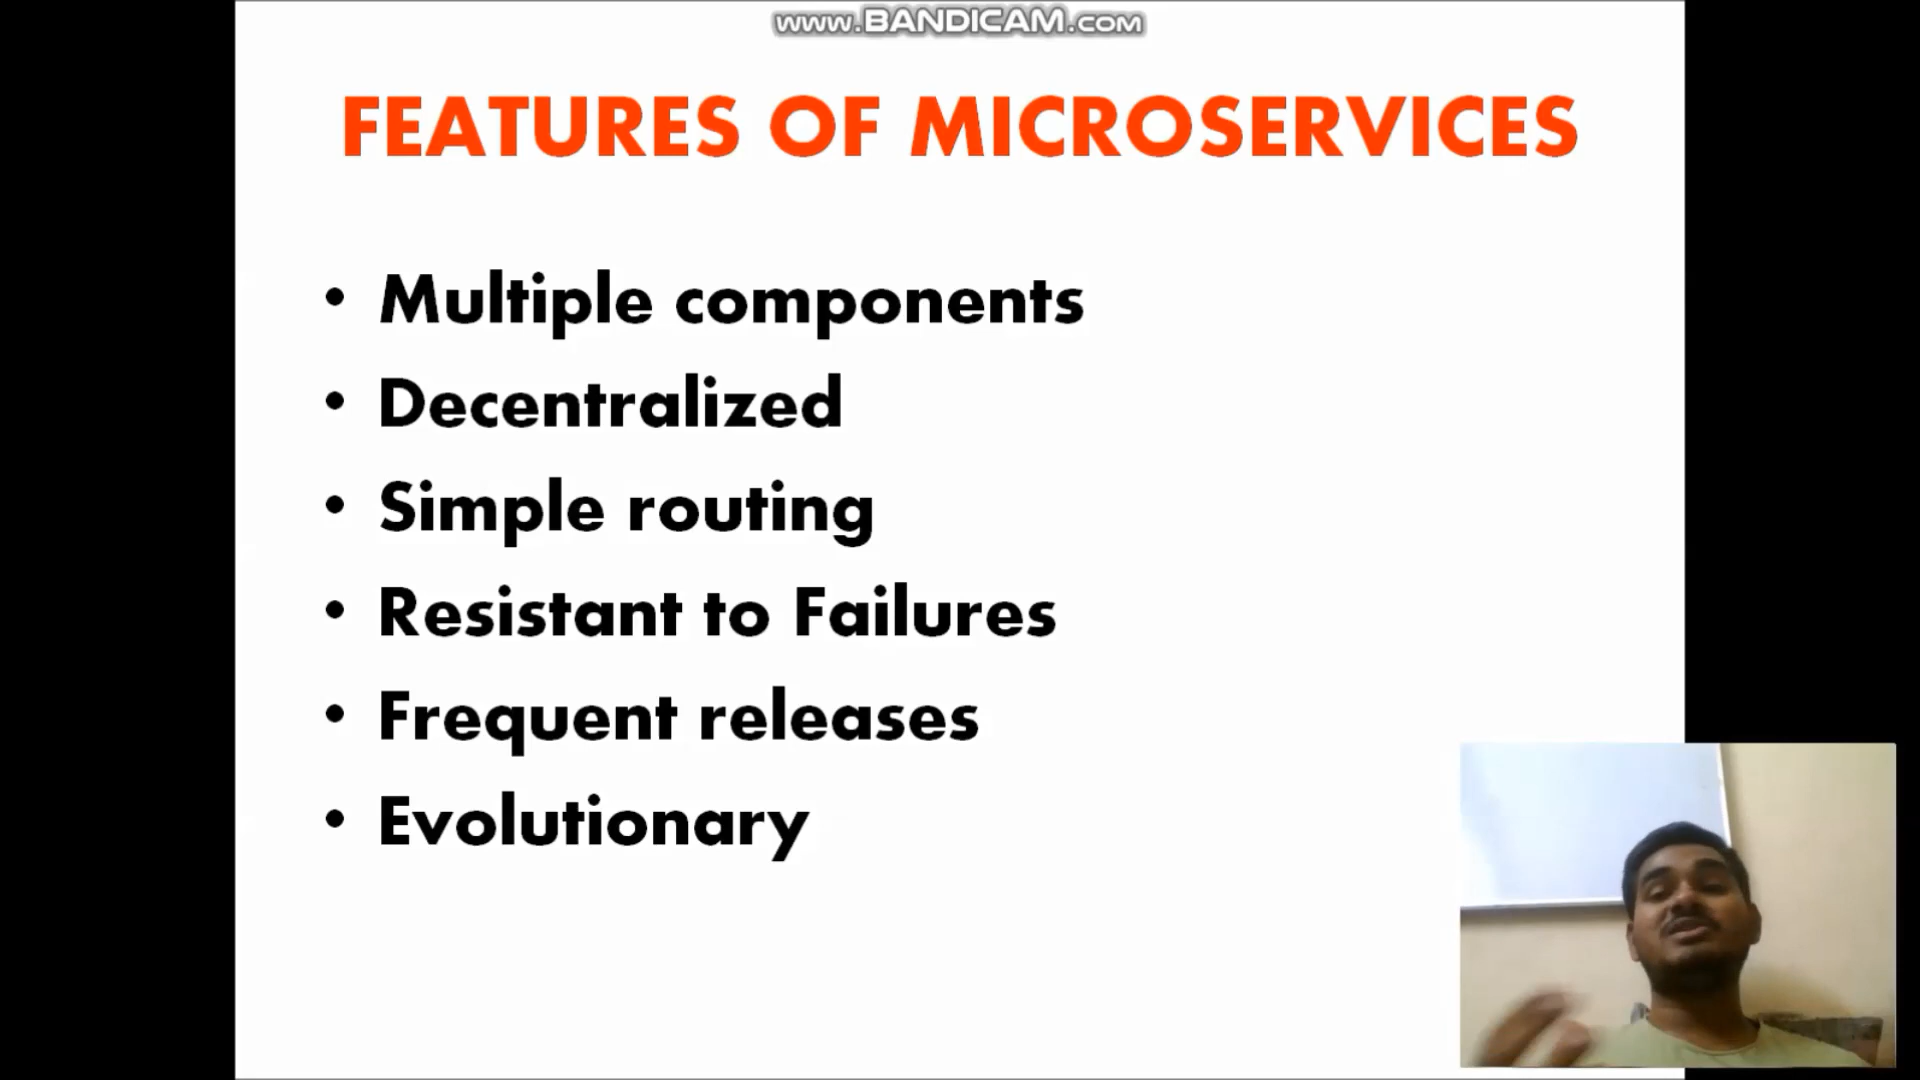 www.BANDICAM.com
FEATURES OF MICROSERVICES
• Multiple components
• Decentralized
• Simple routing
• Resistant to Failures
• Frequent releases
• Evolutionary